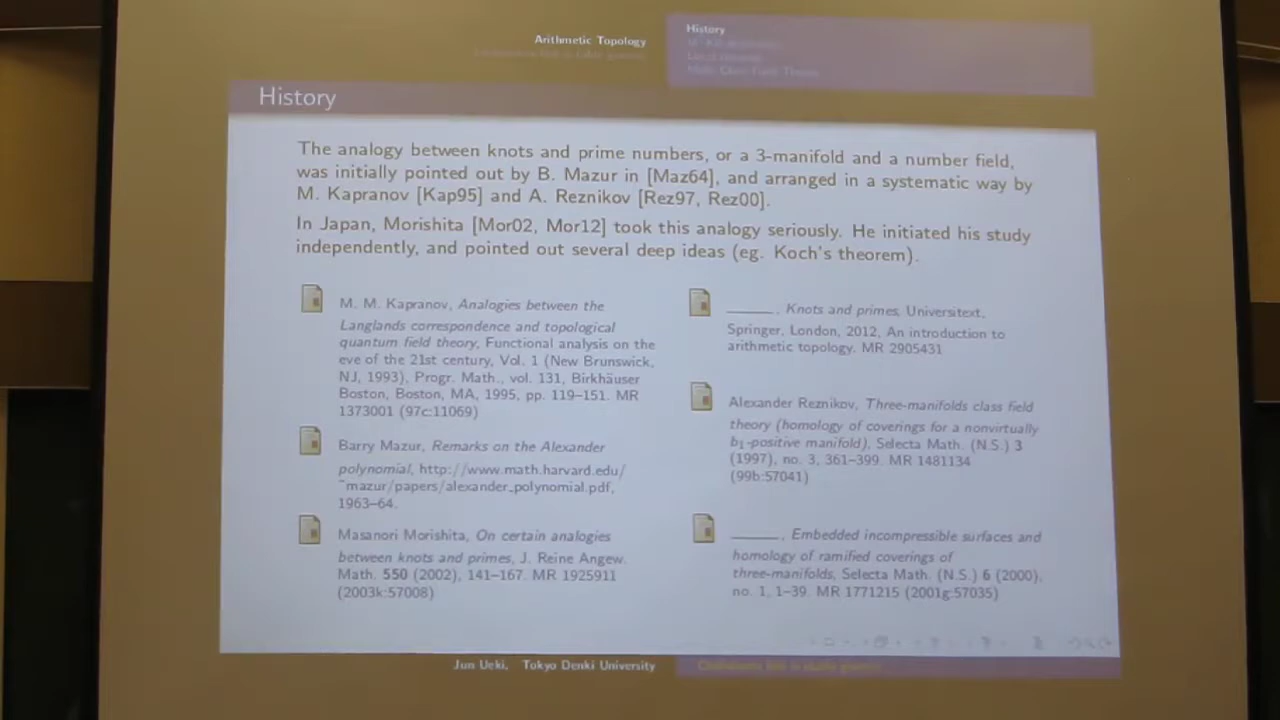 Arithmetic Topology
History
History
The analogy between knots and prime numbers, or a 3-manifold and a number field,
was initially pointed out by B. Mazur in [Maz64], and arranged in a systematic way by
M. Kapranov [Kap95] and A. Reznikov [Rez97, Rez00].
In Japan, Morishita [Mor02, Mor12] took this analogy seriously. He initiated his study
independently, and pointed out several deep ideas (eg. Koch's theorem).
M. M. Kapranov, Analogies between the
Langlands correspondence and topological
quantum field theory, Functional analysis on the
eve of the 21st century, Vol. 1 (New Brunswick,
NJ, 1993), Progr. Math., vol. 131, Birkhäuser
Boston, Boston, MA, 1995, pp. 119–151. MR
1373001 (97c:11069)
Barry Mazur, Remarks on the Alexander
polynomial, http://www.math.harvard.edu/
~mazur/papers/alexander_polynomial.pdf,
1963–64.
Masanori Morishita, On certain analogies
between knots and primes, J. Reine Angew.
Math. 550 (2002), 141–167. MR 1925911
(2003k:57008)
______, Knots and primes, Universitext,
Springer, London, 2012, An introduction to
arithmetic topology. MR 2905431
Alexander Reznikov, Three-manifolds class field
theory (homology of coverings for a nonvirtually
b1-positive manifold), Selecta Math. (N.S.) 3
(1997), no. 3, 361–399. MR 1481134
(99b:57041)
______, Embedded incompressible surfaces and
homology of ramified coverings of
three-manifolds, Selecta Math. (N.S.) 6 (2000),
no. 1, 1–39. MR 1771215 (2001g:57035)
Jun Ueki, Tokyo Denki University